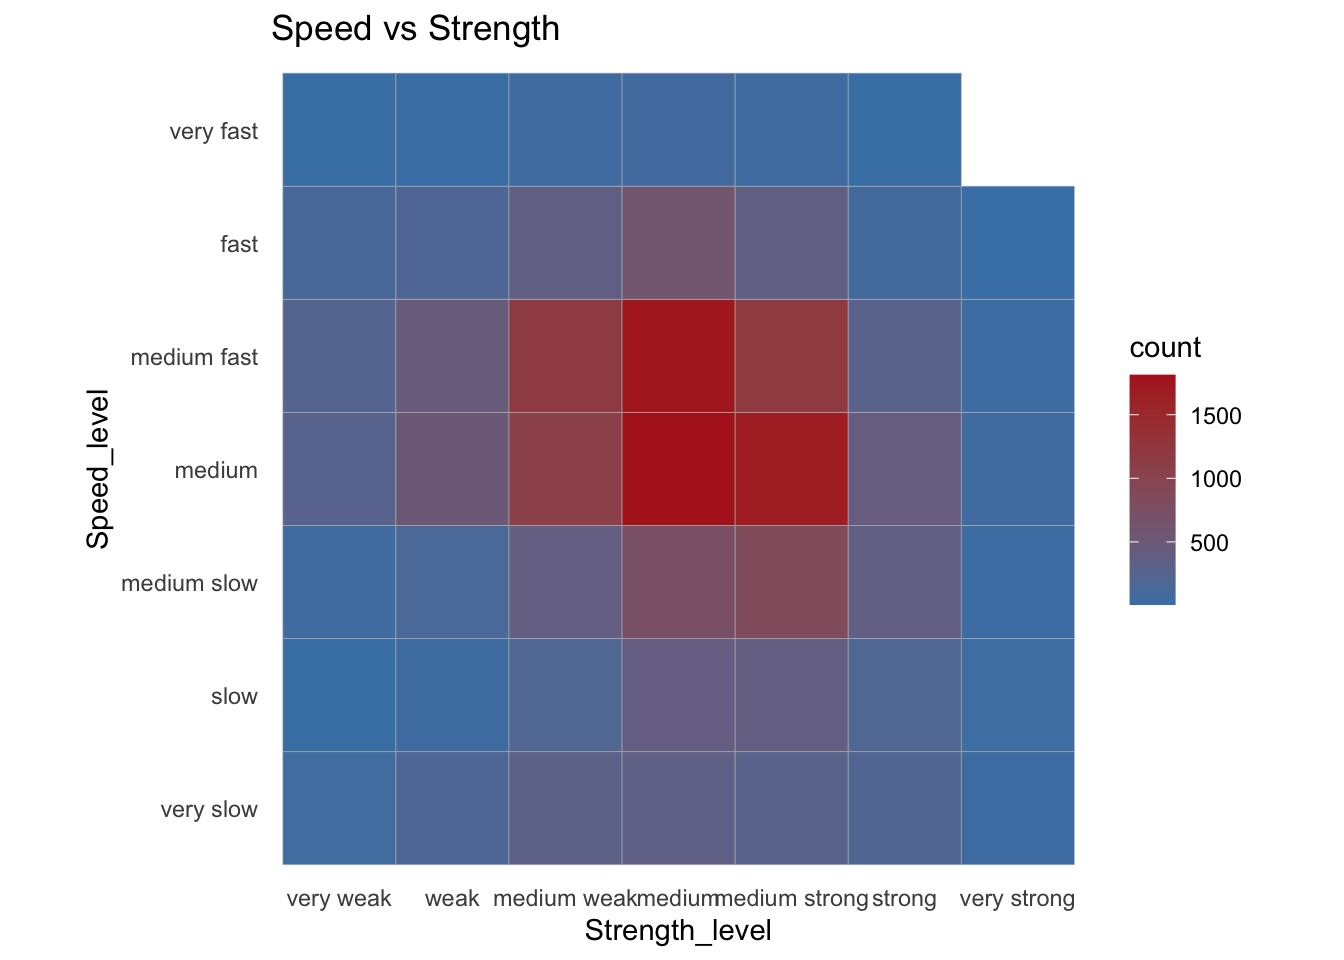 Speed vs Strength
very fast
fast
medium fast
medium
medium slow
slow
very slow
Speed_level
very weak weak medium weak medium medium strong strong very strong
Strength_level
count
1500
1000
500